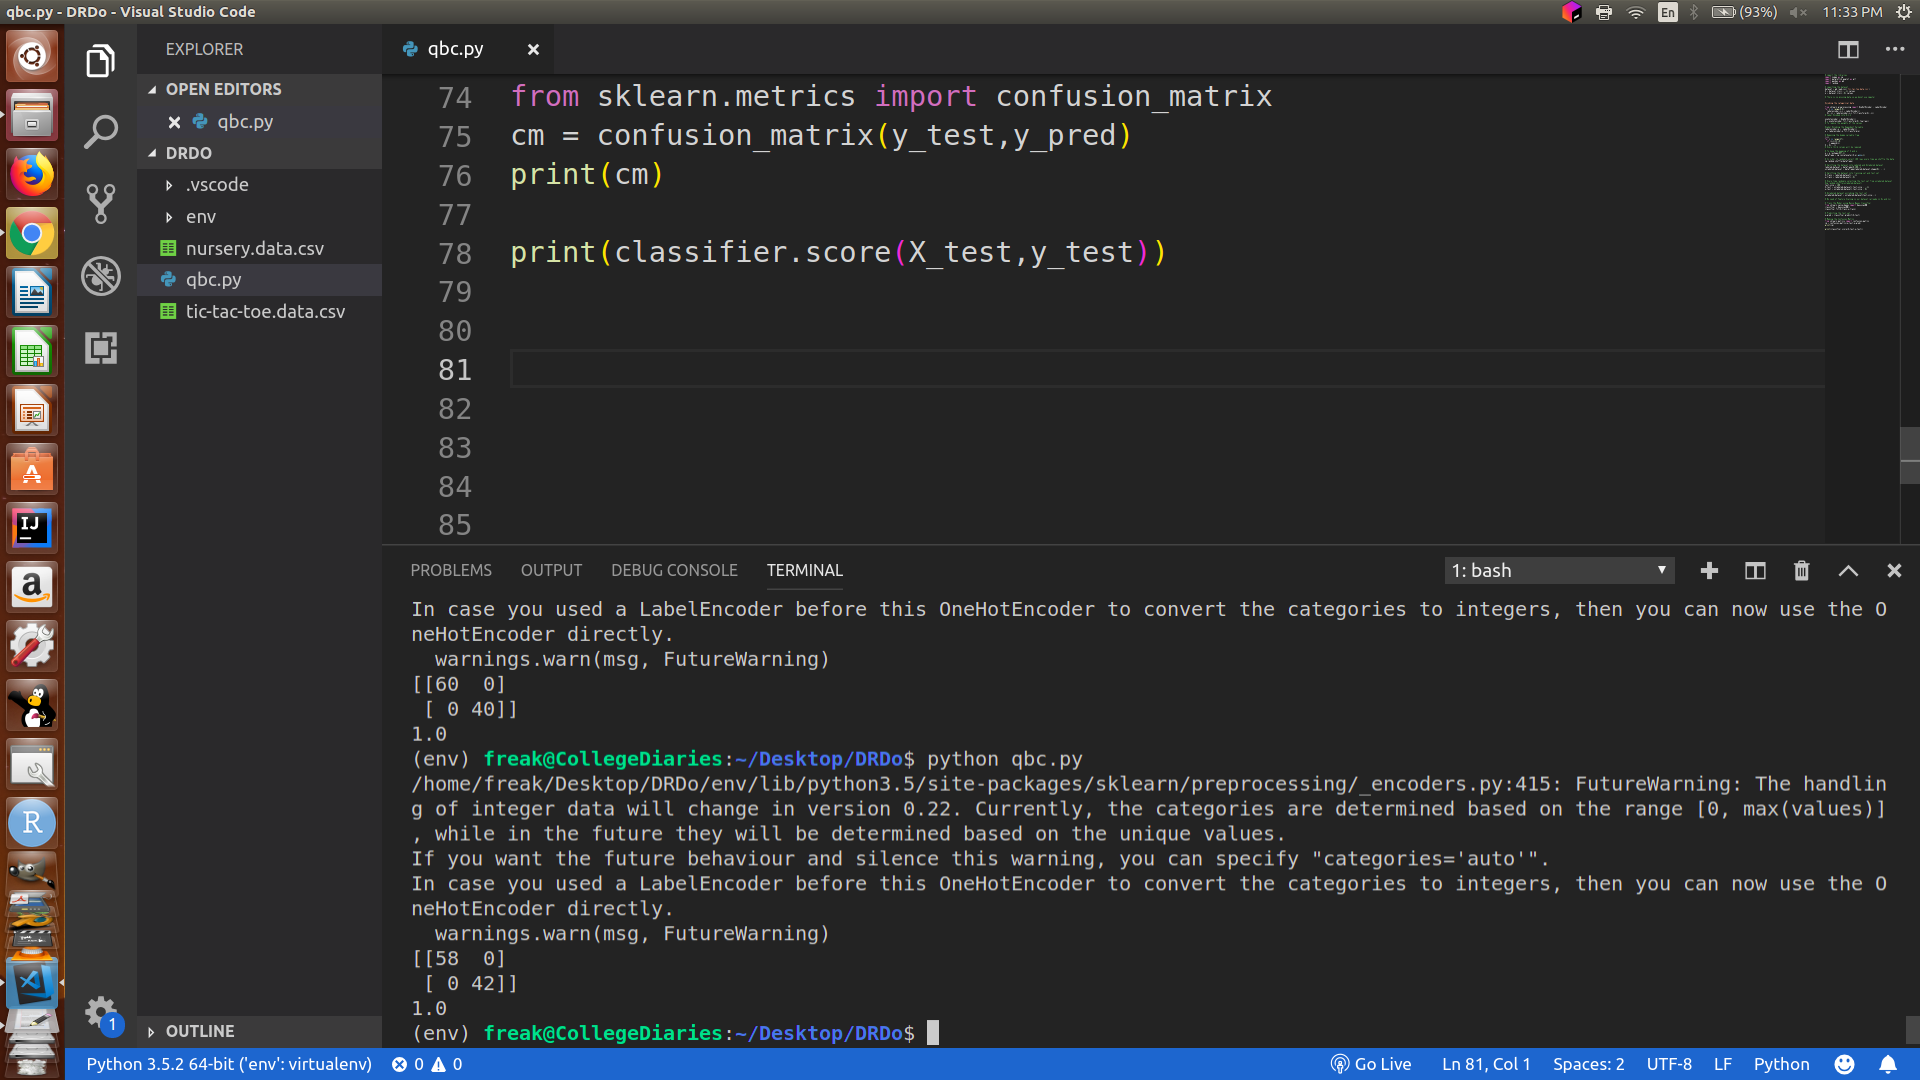 qbc.py - DRDo - Visual Studio Code
En
(93%)
11:33 PM
EXPLORER
OPEN EDITORS
qbc.py
DRDO
.vscode
env
nursery.data.csv
qbc.py
tic-tac-toe.data.csv
OUTLINE
IJ
a
R
1
qbc.py
74 from sklearn.metrics import confusion_matrix
75 cm = confusion_matrix(y_test,y_pred)
76 print(cm)
77
78 print(classifier.score(X_test,y_test))
79
80
81
82
83
84
85
PROBLEMS OUTPUT DEBUG CONSOLE TERMINAL
1: bash
In case you used a LabelEncoder before this OneHotEncoder to convert the categories to integers, then you can now use the O
neHotEncoder directly.
warnings.warn(msg, FutureWarning)
[[60  0]
[ 0 40]]
1.0
(env) freak@CollegeDiaries:~/Desktop/DRDo$ python qbc.py
/home/freak/Desktop/DRDo/env/lib/python3.5/site-packages/sklearn/preprocessing/_encoders.py:415: FutureWarning: The handlin
g of integer data will change in version 0.22. Currently, the categories are determined based on the range [0, max(values)]
, while in the future they will be determined based on the unique values.
If you want the future behaviour and silence this warning, you can specify "categories='auto'".
In case you used a LabelEncoder before this OneHotEncoder to convert the categories to integers, then you can now use the O
neHotEncoder directly.
warnings.warn(msg, FutureWarning)
[[58  0]
[ 0 42]]
1.0
(env) freak@CollegeDiaries:~/Desktop/DRDo$
Python 3.5.2 64-bit ('env': virtualenv) 0 0
Go Live Ln 81, Col 1 Spaces: 2 UTF-8 LF Python